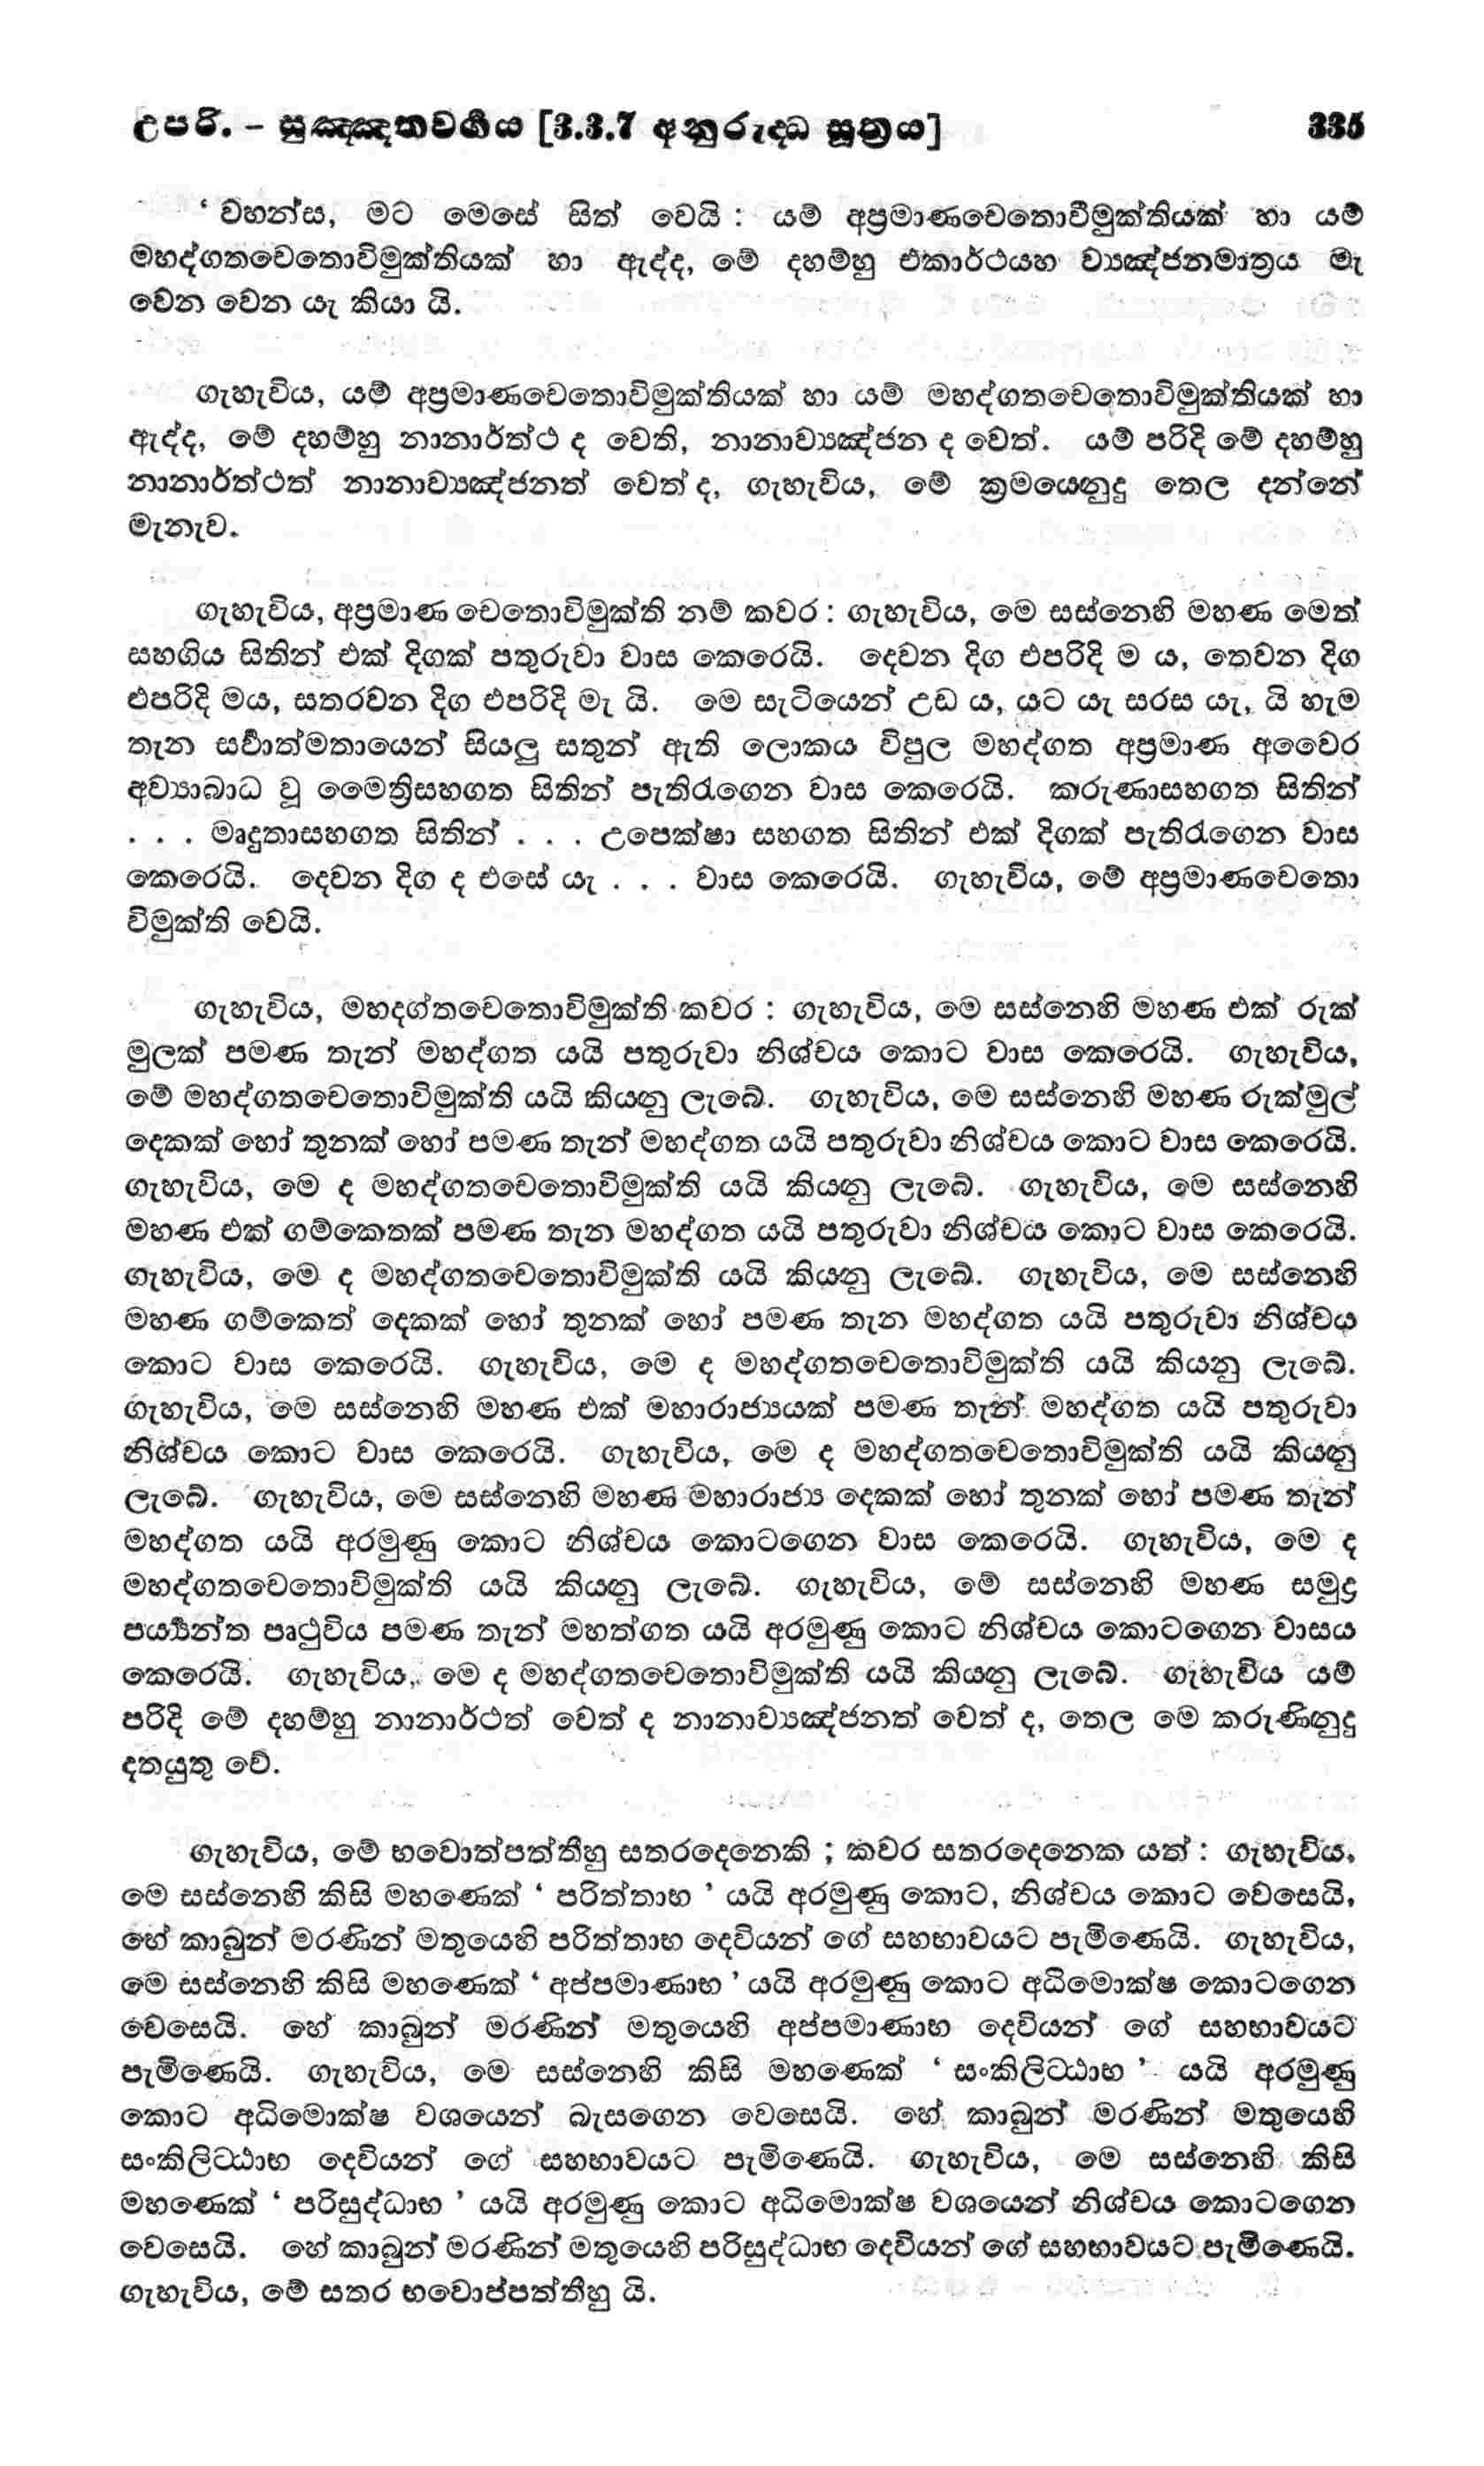 උපරි. – සුඤ්ඤතවර්‍ගය [3.3.7 අනුරුද්ධ සූත්‍රය] 335
‘ වහන්ස, මට මෙසේ සිත් වෙයි : යම් අප්‍රමාණචෙතොවීමුක්තියක් හා යම්
මහද්ගතචෙතොවිමුක්තියක් හා ඇද්ද, මේ දහම්හු එකාර්ථයහ ව්‍යඤ්ජනමාත්‍රය මැ
වෙන වෙන යැ කියා යි.
ගැහැවිය, යම් අප්‍රමාණචෙතොවිමුක්තියක් හා යම් මහද්ගතචෙතොවිමුක්තියක් හා
ඇද්ද, මේ දහම්හු නානාර්ත්ථ ද වෙති, නානාව්‍යඤ්ජන ද වෙත්. යම් පරිදි මේ දහම්හු
නානාර්ත්ථත් නානාව්‍යඤ්ජනත් වෙත් ද, ගැහැවිය, මේ ක්‍රමයෙනුදු තෙල දන්නේ
මැනැව.
ගැහැවිය, අප්‍රමාණ චෙතොවිමුක්ති නම් කවර : ගැහැවිය, මෙ සස්නෙහි මහණ මෙත්
සහගිය සිතින් එක් දිගක් පතුරුවා වාස කෙරෙයි. දෙවන දිග එපරිදි ම ය, තෙවන දිග
එපරිදි මය, සතරවන දිග එපරිදි මැ යි. මෙ සැටියෙන් උඩ ය, යට යැ සරස යැ, යි හැම
තැන සර්‍වාත්මතායෙන් සියලු සතුන් ඇති ලොකය විපුල මහද්ගත අප්‍රමාණ අවෛර
අව්‍යාබාධ වූ මෛත්‍රිසහගත සිතින් පැතිරගෙන වාස කෙරෙයි. කරුණාසහගත සිතින්
. . . මෘදුතාසහගත සිතින් . . . උපෙක්ෂා සහගත සිතින් එක් දිගක් පැතිරගෙන වාස
කෙරෙයි. දෙවන දිග ද එසේ යැ . . . වාස කෙරෙයි. ගැහැවිය, මේ අප්‍රමාණචෙතො
විමුක්ති වෙයි.
ගැහැවිය, මහදග්තචෙතොවිමුක්ති කවර : ගැහැවිය, මෙ සස්නෙහි මහණ එක් රුක්
මුලක් පමණ තැන් මහද්ගත යයි පතුරුවා නිශ්චය කොට වාස කෙරෙයි. ගැහැවිය,
මේ මහද්ගතචෙතොවිමුක්ති යයි කියනු ලැබේ. ගැහැවිය, මෙ සස්නෙහි මහණ රුක්මුල්
දෙකක් හෝ තුනක් හෝ පමණ තැන් මහද්ගත යයි පතුරුවා නිශ්චය කොට වාස කෙරෙයි.
ගැහැවිය, මෙ ද මහද්ගතචෙතොවිමුක්ති යයි කියනු ලැබේ. ගැහැවිය, මෙ සස්නෙහි
මහණ එක් ගම්කෙතක් පමණ තැන මහද්ගත යයි පතුරුවා නිශ්චය කොට වාස කෙරෙයි.
ගැහැවිය, මෙ ද මහද්ගතචෙතොවිමුක්ති යයි කියනු ලැබේ. ගැහැවිය, මෙ සස්නෙහි
මහණ ගම්කෙත් දෙකක් හෝ තුනක් හෝ පමණ තැන මහද්ගත යයි පතුරුවා නිශ්චය
කොට වාස කෙරෙයි. ගැහැවිය, මෙ ද මහද්ගතචෙතොවිමුක්ති යයි කියනු ලැබේ.
ගැහැවිය, මෙ සස්නෙහි මහණ එක් මහාරාජ්‍යයක් පමණ තැන් මහද්ගත යයි පතුරුවා
නිශ්චය කොට වාස කෙරෙයි. ගැහැවිය, මෙ ද මහද්ගතචෙතොවිමුක්ති යයි කියනු
ලැබේ. ගැහැවිය, මෙ සස්නෙහි මහණ මහාරාජ්‍ය දෙකක් හෝ තුනක් හෝ පමණ තැන්
මහද්ගත යයි අරමුණු කොට නිශ්චය කොටගෙන වාස කෙරෙයි. ගැහැවිය, මෙ ද
මහද්ගතචෙතොවිමුක්ති යයි කියනු ලැබේ. ගැහැවිය, මේ සස්නෙහි මහණ සමුද්‍ර
පර්‍ය්‍යන්ත පෘථුවිය පමණ තැන් මහත්ගත යයි අරමුණු කොට නිශ්චය කොටගෙන වාසය
කෙරෙයි. ගැහැවිය, මෙ ද මහද්ගතචෙතොවිමුක්ති යයි කියනු ලැබේ. ගැහැවිය යම්
පරිදි මේ දහම්හු නානාර්ථත් වෙත් ද නානාව්‍යඤ්ජනත් වෙත් ද, තෙල මෙ කරුණිනුදු
දතයුතු වේ.
ගැහැවිය, මේ භවොත්පත්තීහු සතරදෙනෙකි ; කවර සතරදෙනෙක යත් : ගැහැවිය,
මෙ සස්නෙහි කිසි මහණෙක් ‘ පරිත්තාභ ’ යයි අරමුණු කොට, නිශ්චය කොට වෙසෙයි,
හේ කාබුන් මරණින් මතුයෙහි පරිත්තාභ දෙවියන් ගේ සහභාවයට පැමිණෙයි. ගැහැවිය,
මෙ සස්නෙහි කිසි මහණෙක් ‘ අප්පමාණාභ ’ යයි අරමුණු කොට අධිමොක්ෂ කොටගෙන
වෙසෙයි. හේ කාබුන් මරණින් මතුයෙහි අප්පමාණාභ දෙවියන් ගේ සහභාවයට
පැමිණෙයි. ගැහැවිය, මෙ සස්නෙහි කිසි මහණෙක් ‘ සංකිලිට්ඨාභ ’ යයි අරමුණු
කොට අධිමොක්ෂ වශයෙන් බැසගෙන වෙසෙයි. හේ කාබුන් මරණින් මතුයෙහි
සංකිලිට්ඨාභ දෙවියන් ගේ සහභාවයට පැමිණෙයි. ගැහැවිය, මෙ සස්නෙහි කිසි
මහණෙක් ‘ පරිසුද්ධාභ ’ යයි අරමුණු කොට අධිමොක්ෂ වශයෙන් නිශ්චය කොටගෙන
වෙසෙයි. හේ කාබුන් මරණින් මතුයෙහි පරිසුද්ධාභ දෙවියන් ගේ සහභාවයට පැමිණෙයි.
ගැහැවිය, මේ සතර භවොප්පත්තීහු යි.